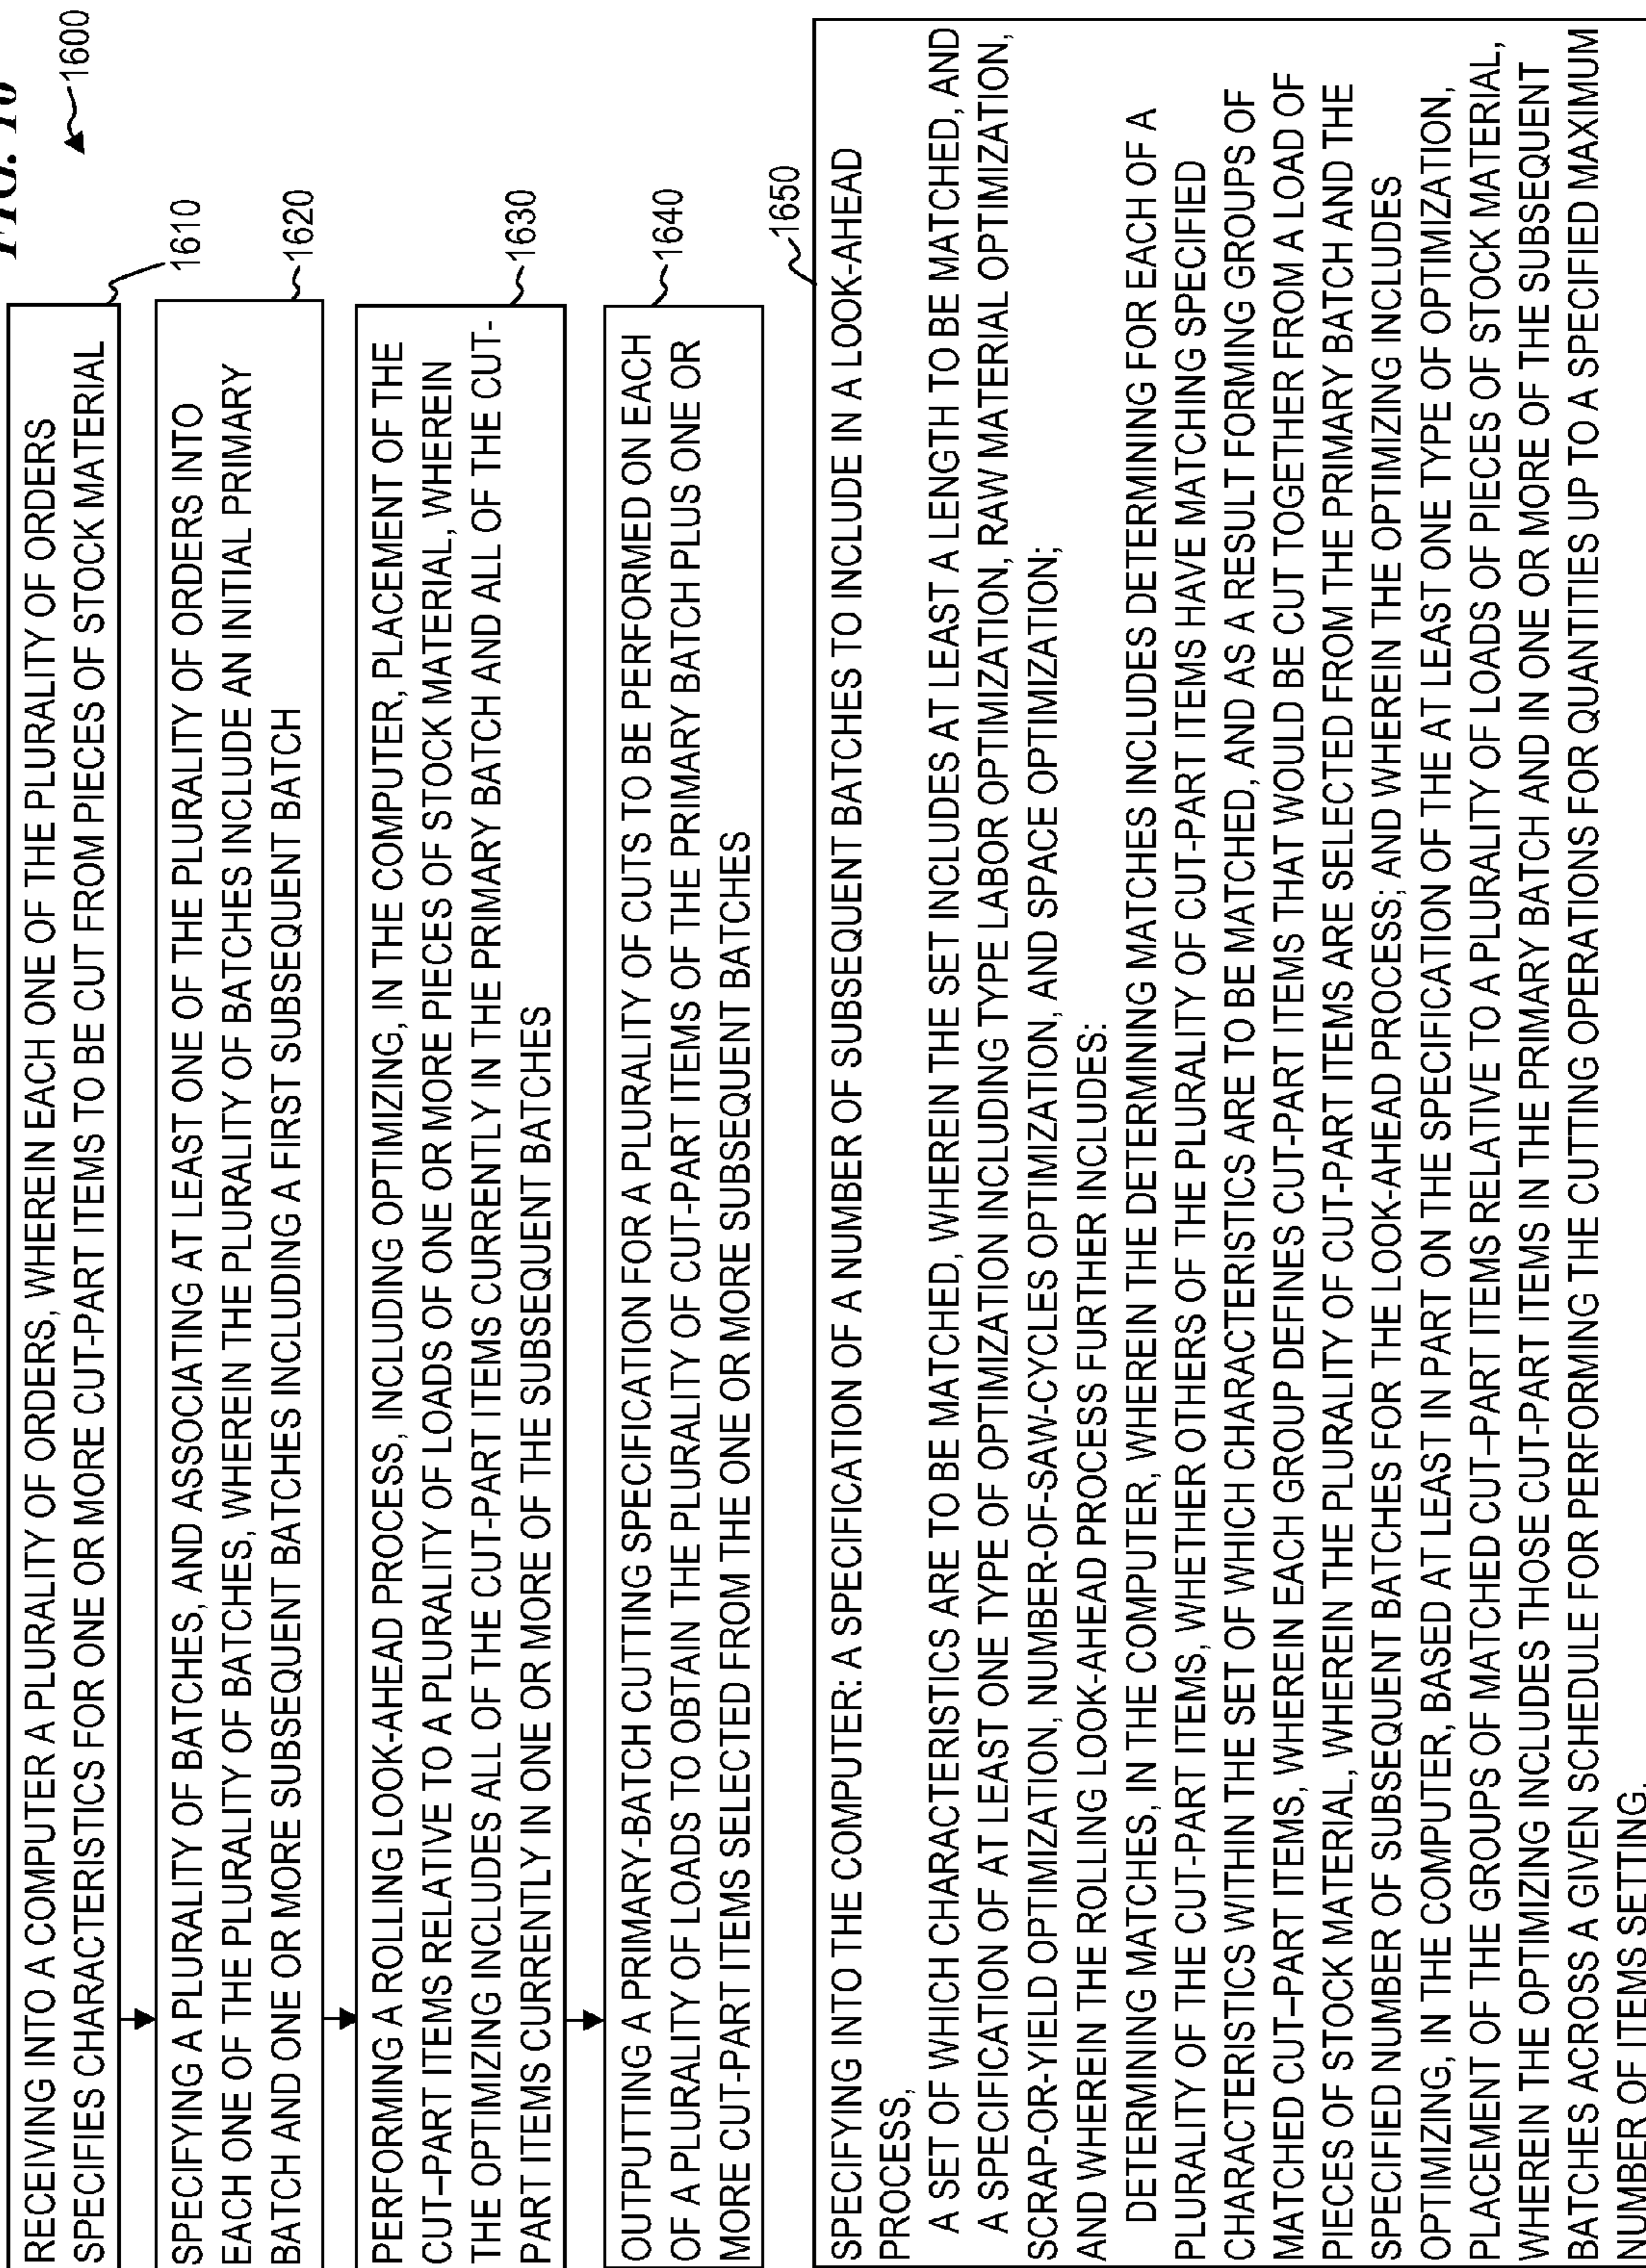 FIG. 16
1600
RECEIVING INTO A COMPUTER A PLURALITY OF ORDERS, WHEREIN EACH ONE OF THE PLURALITY OF ORDERS
SPECIFIES CHARACTERISTICS FOR ONE OR MORE CUT-PART ITEMS TO BE CUT FROM PIECES OF STOCK MATERIAL
1610
SPECIFYING A PLURALITY OF BATCHES, AND ASSOCIATING AT LEAST ONE OF THE PLURALITY OF ORDERS INTO
EACH ONE OF THE PLURALITY OF BATCHES, WHEREIN THE PLURALITY OF BATCHES INCLUDE AN INITIAL PRIMARY
BATCH AND ONE OR MORE SUBSEQUENT BATCHES INCLUDING A FIRST SUBSEQUENT BATCH
1620
PERFORMING A ROLLING LOOK-AHEAD PROCESS, INCLUDING OPTIMIZING, IN THE COMPUTER, PLACEMENT OF THE
CUT–PART ITEMS RELATIVE TO A PLURALITY OF LOADS OF ONE OR MORE PIECES OF STOCK MATERIAL, WHEREIN
THE OPTIMIZING INCLUDES ALL OF THE CUT-PART ITEMS CURRENTLY IN THE PRIMARY BATCH AND ALL OF THE CUT-
PART ITEMS CURRENTLY IN ONE OR MORE OF THE SUBSEQUENT BATCHES
1630
OUTPUTTING A PRIMARY-BATCH CUTTING SPECIFICATION FOR A PLURALITY OF CUTS TO BE PERFORMED ON EACH
OF A PLURALITY OF LOADS TO OBTAIN THE PLURALITY OF CUT-PART ITEMS OF THE PRIMARY BATCH PLUS ONE OR
MORE CUT-PART ITEMS SELECTED FROM THE ONE OR MORE SUBSEQUENT BATCHES
1640
1650
SPECIFYING INTO THE COMPUTER: A SPECIFICATION OF A NUMBER OF SUBSEQUENT BATCHES TO INCLUDE IN A LOOK-AHEAD
PROCESS,
A SET OF WHICH CHARACTERISTICS ARE TO BE MATCHED, WHEREIN THE SET INCLUDES AT LEAST A LENGTH TO BE MATCHED, AND
A SPECIFICATION OF AT LEAST ONE TYPE OF OPTIMIZATION INCLUDING TYPE LABOR OPTIMIZATION, RAW MATERIAL OPTIMIZATION,
SCRAP-OR-YIELD OPTIMIZATION, NUMBER-OF-SAW-CYCLES OPTIMIZATION, AND SPACE OPTIMIZATION;
AND WHEREIN THE ROLLING LOOK-AHEAD PROCESS FURTHER INCLUDES:
DETERMINING MATCHES, IN THE COMPUTER, WHEREIN THE DETERMINING MATCHES INCLUDES DETERMINING FOR EACH OF A
PLURALITY OF THE CUT-PART ITEMS, WHETHER OTHERS OF THE PLURALITY OF CUT-PART ITEMS HAVE MATCHING SPECIFIED
CHARACTERISTICS WITHIN THE SET OF WHICH CHARACTERISTICS ARE TO BE MATCHED, AND AS A RESULT FORMING GROUPS OF
MATCHED CUT–PART ITEMS, WHEREIN EACH GROUP DEFINES CUT-PART ITEMS THAT WOULD BE CUT TOGETHER FROM A LOAD OF
PIECES OF STOCK MATERIAL, WHEREIN THE PLURALITY OF CUT-PART ITEMS ARE SELECTED FROM THE PRIMARY BATCH AND THE
SPECIFIED NUMBER OF SUBSEQUENT BATCHES FOR THE LOOK-AHEAD PROCESS; AND WHEREIN THE OPTIMIZING INCLUDES
OPTIMIZING, IN THE COMPUTER, BASED AT LEAST IN PART ON THE SPECIFICATION OF THE AT LEAST ONE TYPE OF OPTIMIZATION,
PLACEMENT OF THE GROUPS OF MATCHED CUT–PART ITEMS RELATIVE TO A PLURALITY OF LOADS OF PIECES OF STOCK MATERIAL,
WHEREIN THE OPTIMIZING INCLUDES THOSE CUT-PART ITEMS IN THE PRIMARY BATCH AND IN ONE OR MORE OF THE SUBSEQUENT
BATCHES ACROSS A GIVEN SCHEDULE FOR PERFORMING THE CUTTING OPERATIONS FOR QUANTITIES UP TO A SPECIFIED MAXIMUM
NUMBER OF ITEMS SETTING.